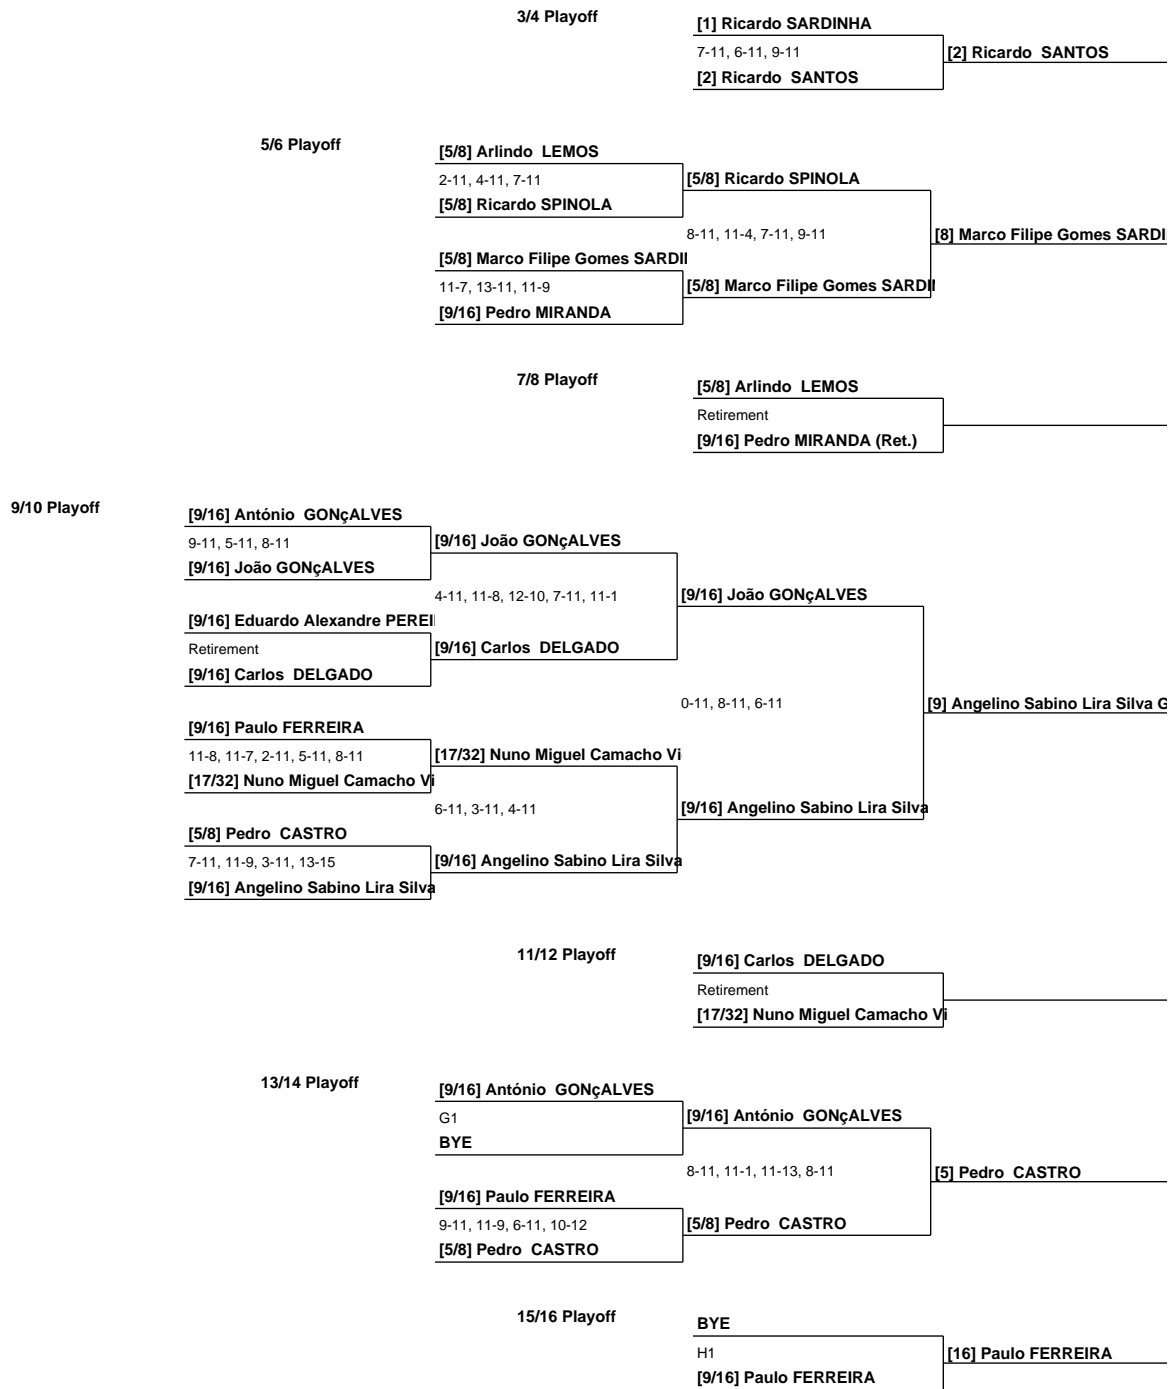 3/4 Playoff
[1] Ricardo SARDINHA
7-11, 6-11, 9-11
[2] Ricardo SANTOS
[2] Ricardo SANTOS
5/6 Playoff
[5/8] Arlindo LEMOS
2-11, 4-11, 7-11
[5/8] Ricardo SPINOLA
[5/8] Ricardo SPINOLA
8-11, 11-4, 7-11, 9-11
[8] Marco Filipe Gomes SARDI
[5/8] Marco Filipe Gomes SARDI
11-7, 13-11, 11-9
[5/8] Marco Filipe Gomes SARDI
[9/16] Pedro MIRANDA
7/8 Playoff
[5/8] Arlindo LEMOS
Retirement
[9/16] Pedro MIRANDA (Ret.)
9/10 Playoff
[9/16] António GONçALVES
9-11, 5-11, 8-11
[9/16] João GONçALVES
[9/16] João GONçALVES
4-11, 11-8, 12-10, 7-11, 11-1
[9/16] João GONçALVES
[9/16] Eduardo Alexandre PEREI
Retirement
[9/16] Carlos DELGADO
[9/16] Carlos DELGADO
0-11, 8-11, 6-11
[9] Angelino Sabino Lira Silva G
[9/16] Paulo FERREIRA
11-8, 11-7, 2-11, 5-11, 8-11
[17/32] Nuno Miguel Camacho Vi
[17/32] Nuno Miguel Camacho Vi
6-11, 3-11, 4-11
[9/16] Angelino Sabino Lira Silva
[5/8] Pedro CASTRO
7-11, 11-9, 3-11, 13-15
[9/16] Angelino Sabino Lira Silva
[9/16] Angelino Sabino Lira Silva
11/12 Playoff
[9/16] Carlos DELGADO
Retirement
[17/32] Nuno Miguel Camacho Vi
13/14 Playoff
[9/16] António GONçALVES
G1
[9/16] António GONçALVES
BYE
8-11, 11-1, 11-13, 8-11
[5] Pedro CASTRO
[9/16] Paulo FERREIRA
9-11, 11-9, 6-11, 10-12
[5/8] Pedro CASTRO
[5/8] Pedro CASTRO
15/16 Playoff
BYE
H1
[16] Paulo FERREIRA
[9/16] Paulo FERREIRA